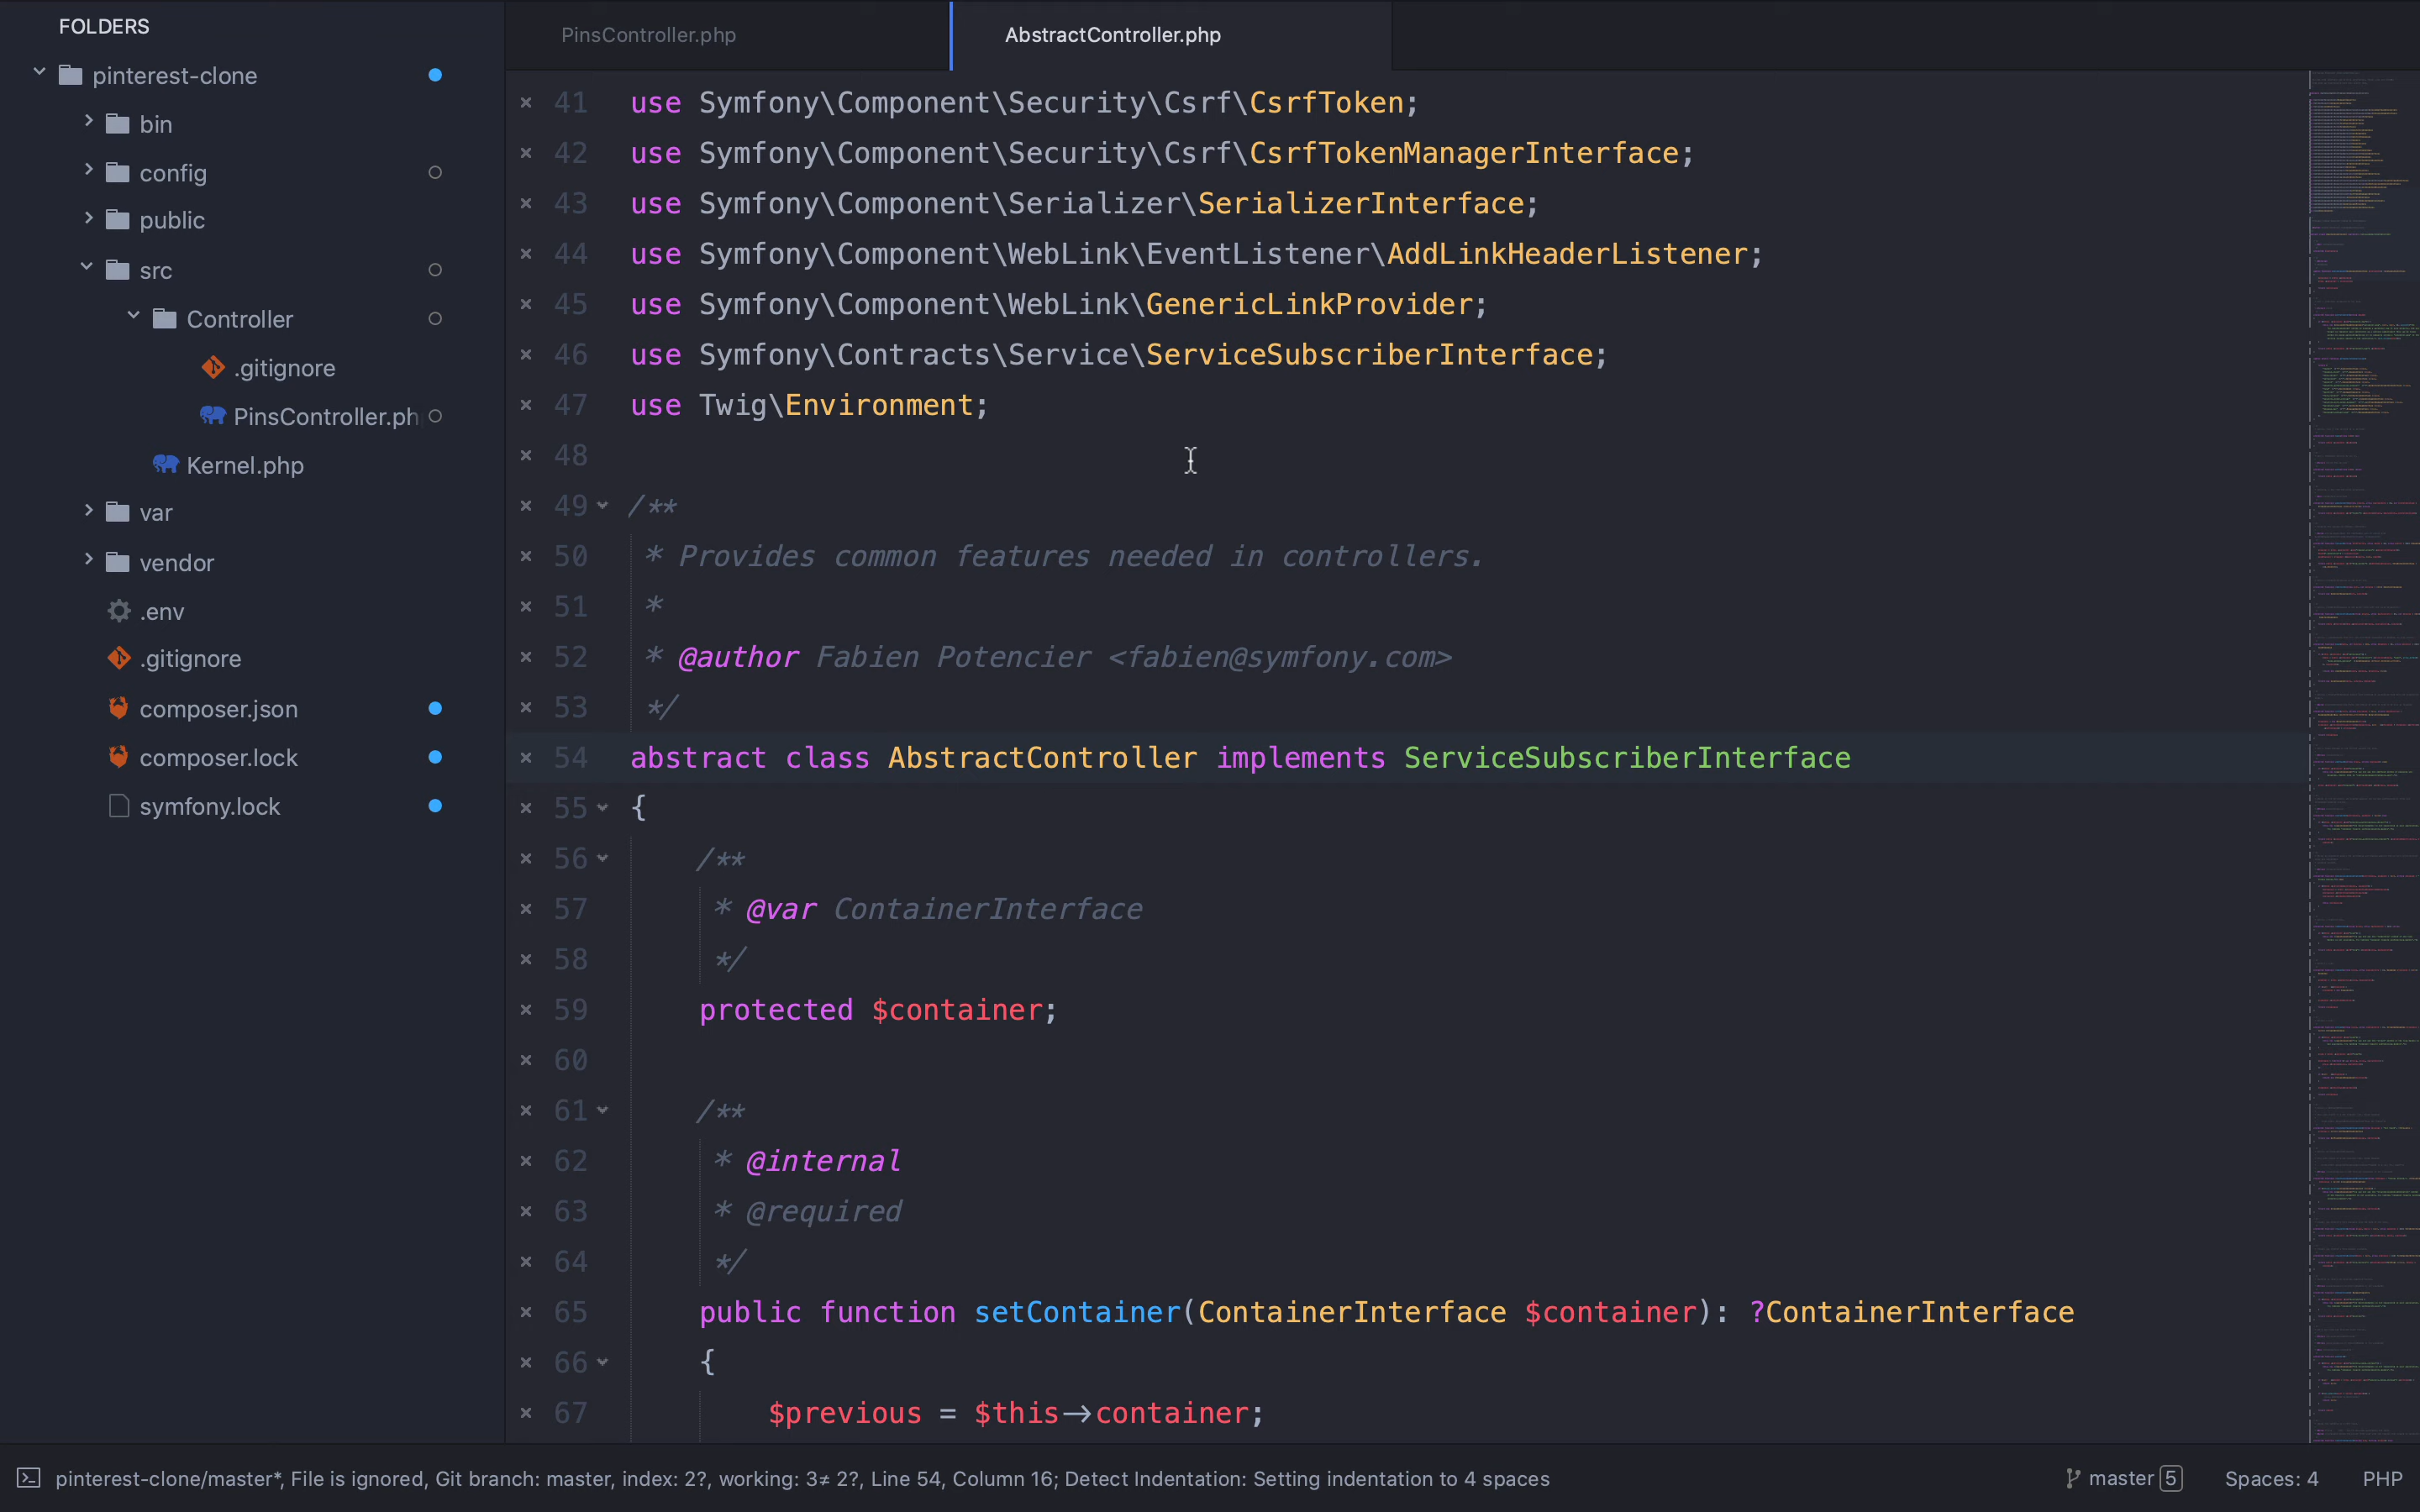 FOLDERS
pinterest-clone
bin
config
public
src
Controller
.gitignore
PinsController.ph
Kernel.php
var
vendor
.env
.gitignore
composer.json
composer.lock
symfony.lock
PinsController.php
AbstractController.php
41 use Symfony\Component\Security\Csrf\CsrfToken;
42 use Symfony\Component\Security\Csrf\CsrfTokenManagerInterface;
43 use Symfony\Component\Serializer\SerializerInterface;
44 use Symfony\Component\WebLink\EventListener\AddLinkHeaderListener;
45 use Symfony\Component\WebLink\GenericLinkProvider;
46 use Symfony\Contracts\Service\ServiceSubscriberInterface;
47 use Twig\Environment;
48
49 /**
50 * Provides common features needed in controllers.
51 *
52 * @author Fabien Potencier <fabien@symfony.com>
53 */
54 abstract class AbstractController implements ServiceSubscriberInterface
55 {
56 /**
57 * @var ContainerInterface
58 */
59 protected $container;
60
61 /**
62 * @internal
63 * @required
64 */
65 public function setContainer(ContainerInterface $container): ?ContainerInterface
66 {
67 $previous = $this->container;
pinterest-clone/master*, File is ignored, Git branch: master, index: 2?, working: 3≠ 2?, Line 54, Column 16; Detect Indentation: Setting indentation to 4 spaces
master 5
Spaces: 4
PHP